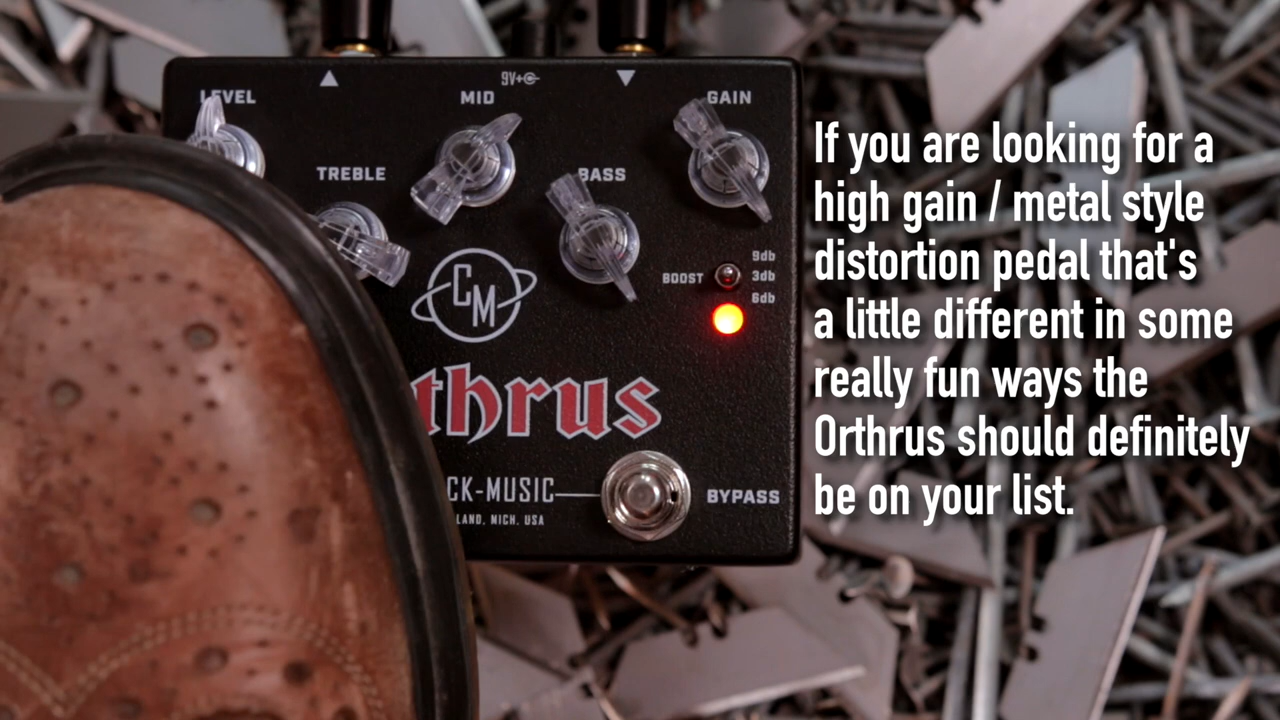 9V+
LEVEL
MID
GAIN
TREBLE
BASS
9db
BOOST 3db
6db
CM
thrus
CK-MUSIC
BYPASS
LAND, MICH. USA
If you are looking for a
high gain / metal style
distortion pedal that's
a little different in some
really fun ways the
Orthrus should definitely
be on your list.